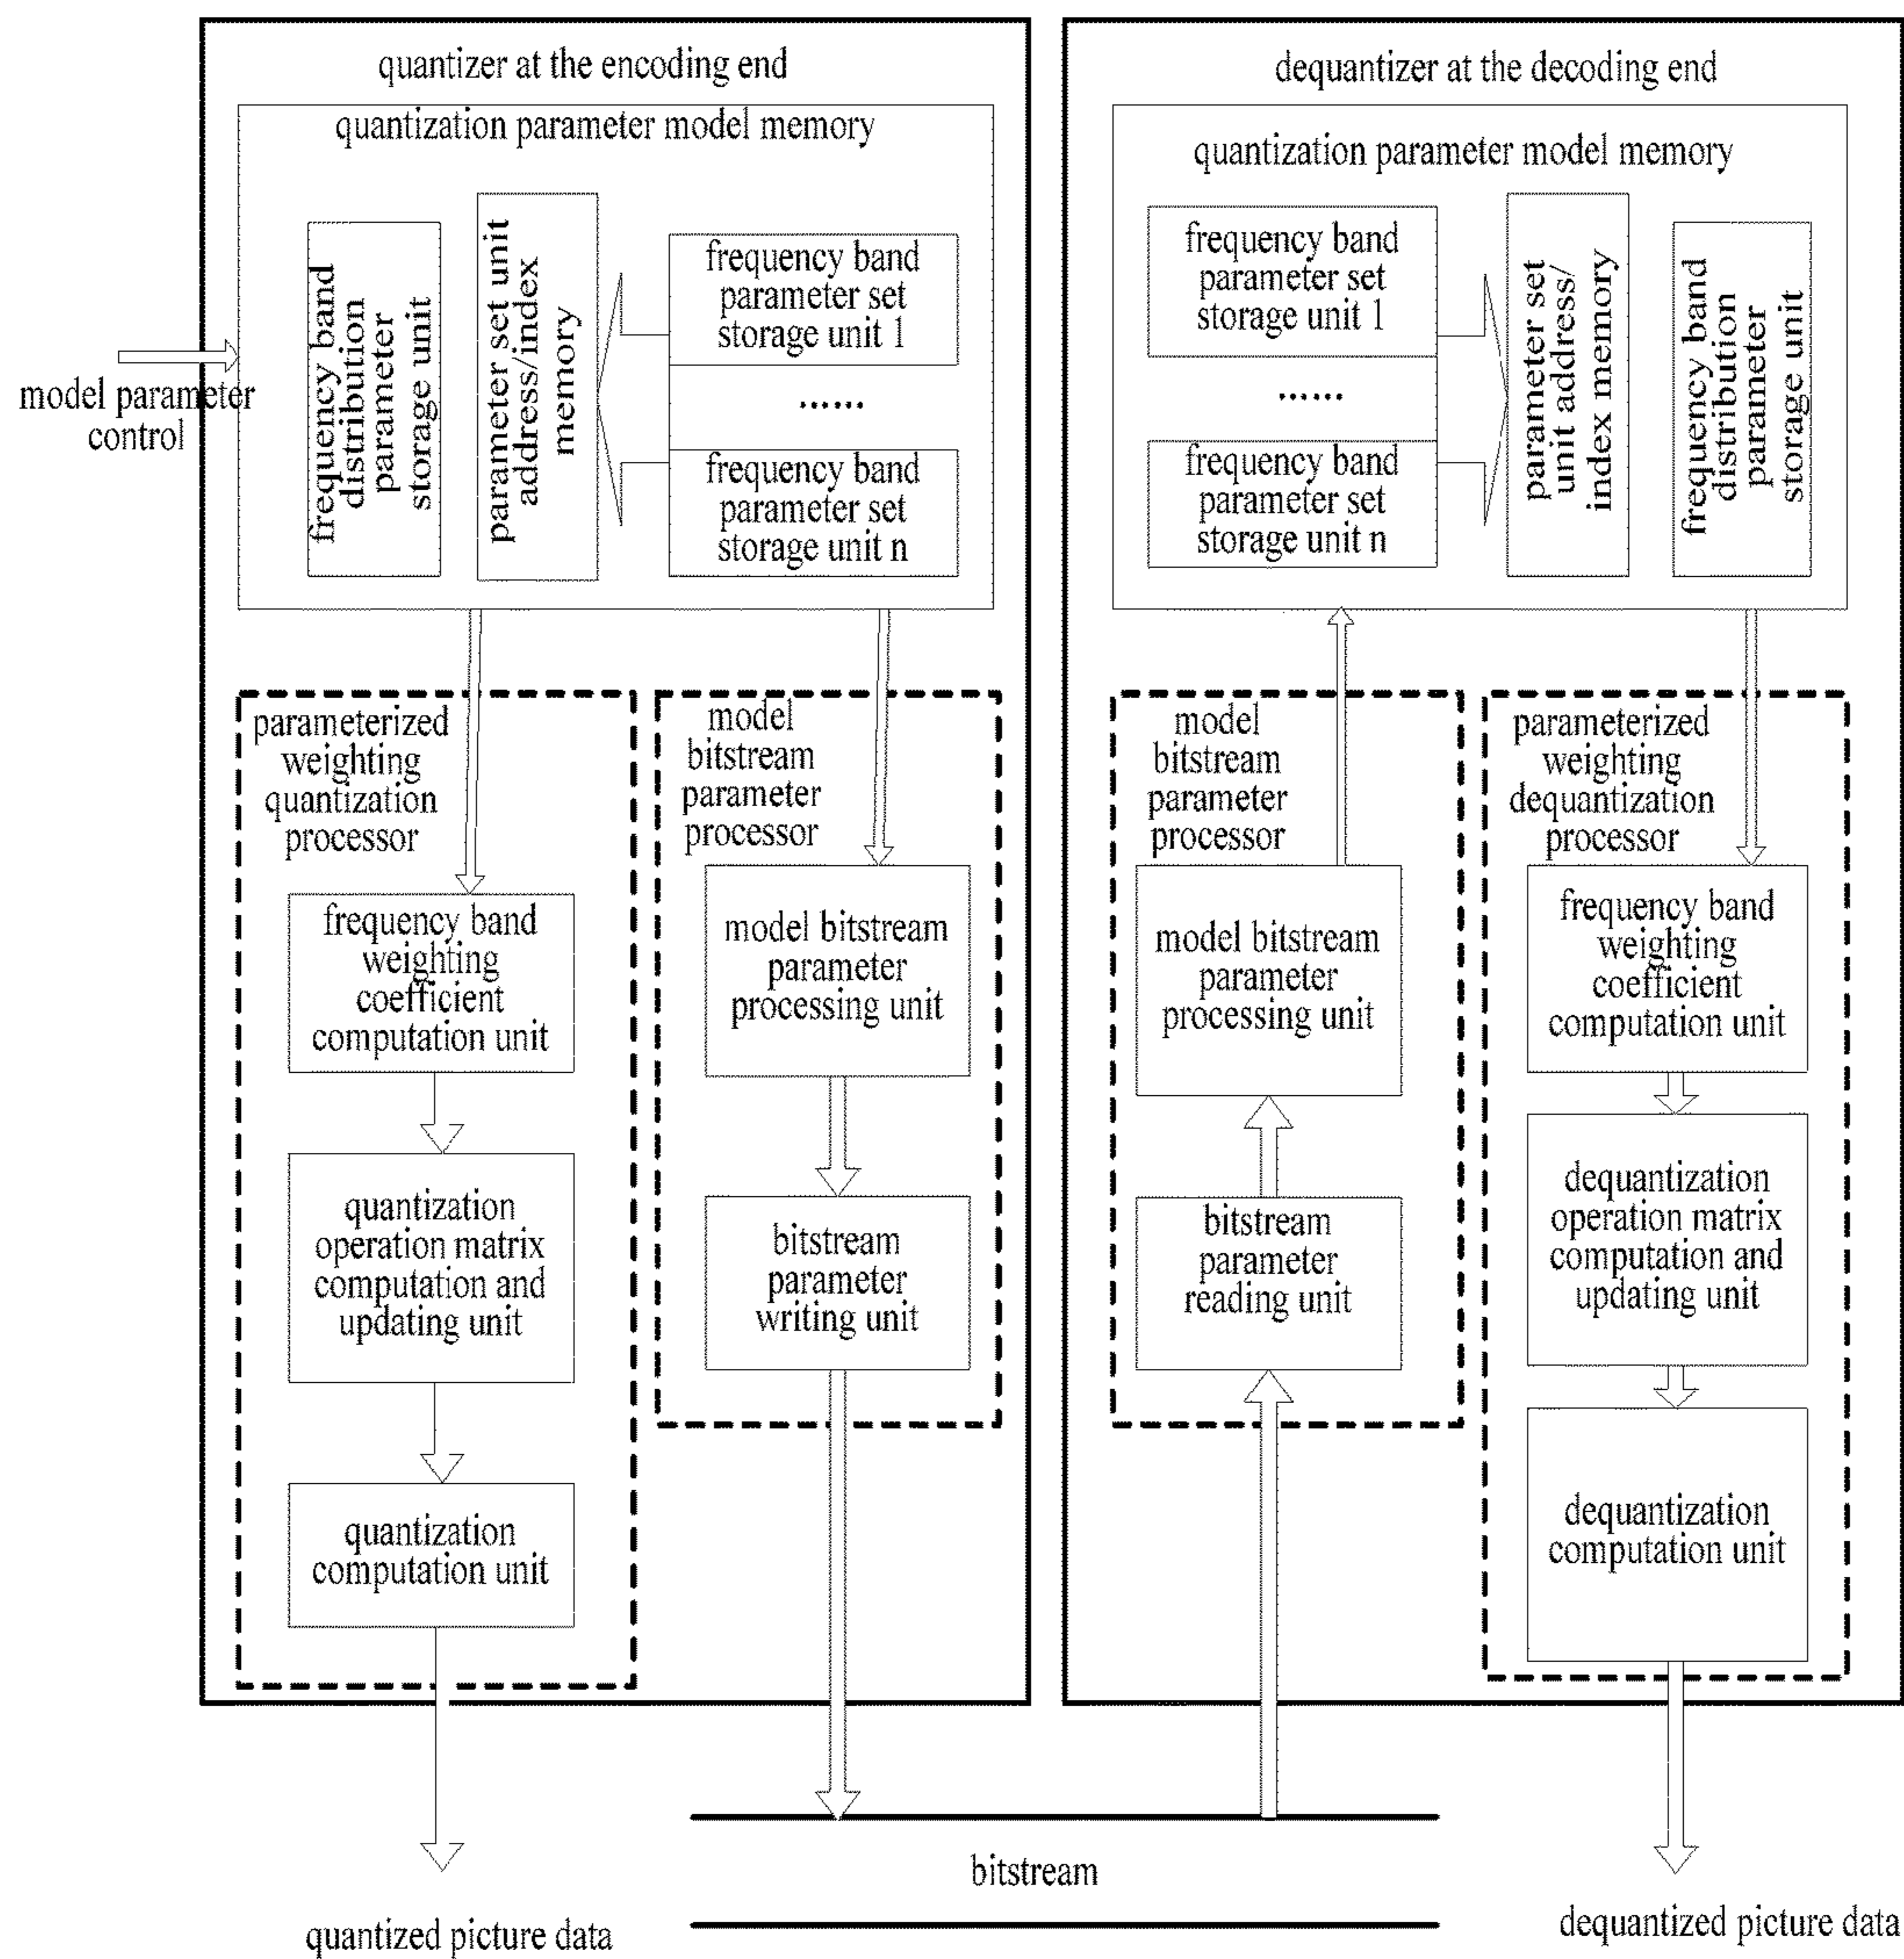 quantizer at the encoding end
quantization parameter model memory
frequency band
distribution
parameter
storage unit
parameter set unit
address/index
memory
frequency band
parameter set
storage unit 1
......
frequency band
parameter set
storage unit n
model parameter
control
parameterized
weighting
quantization
processor
frequency band
weighting
coefficient
computation unit
quantization
operation matrix
computation and
updating unit
quantization
computation unit
quantized picture data
model
bitstream
parameter
processor
model bitstream
parameter
processing unit
bitstream
parameter
writing unit
bitstream
dequantizer at the decoding end
quantization parameter model memory
frequency band
parameter set
storage unit 1
......
frequency band
parameter set
storage unit n
parameter set
unit address/
index memory
frequency band
distribution
parameter
storage unit
model
bitstream
parameter
processor
model bitstream
parameter
processing unit
bitstream
parameter
reading unit
parameterized
weighting
dequantization
processor
frequency band
weighting
coefficient
computation unit
dequantization
operation matrix
computation and
updating unit
dequantization
computation unit
dequantized picture data